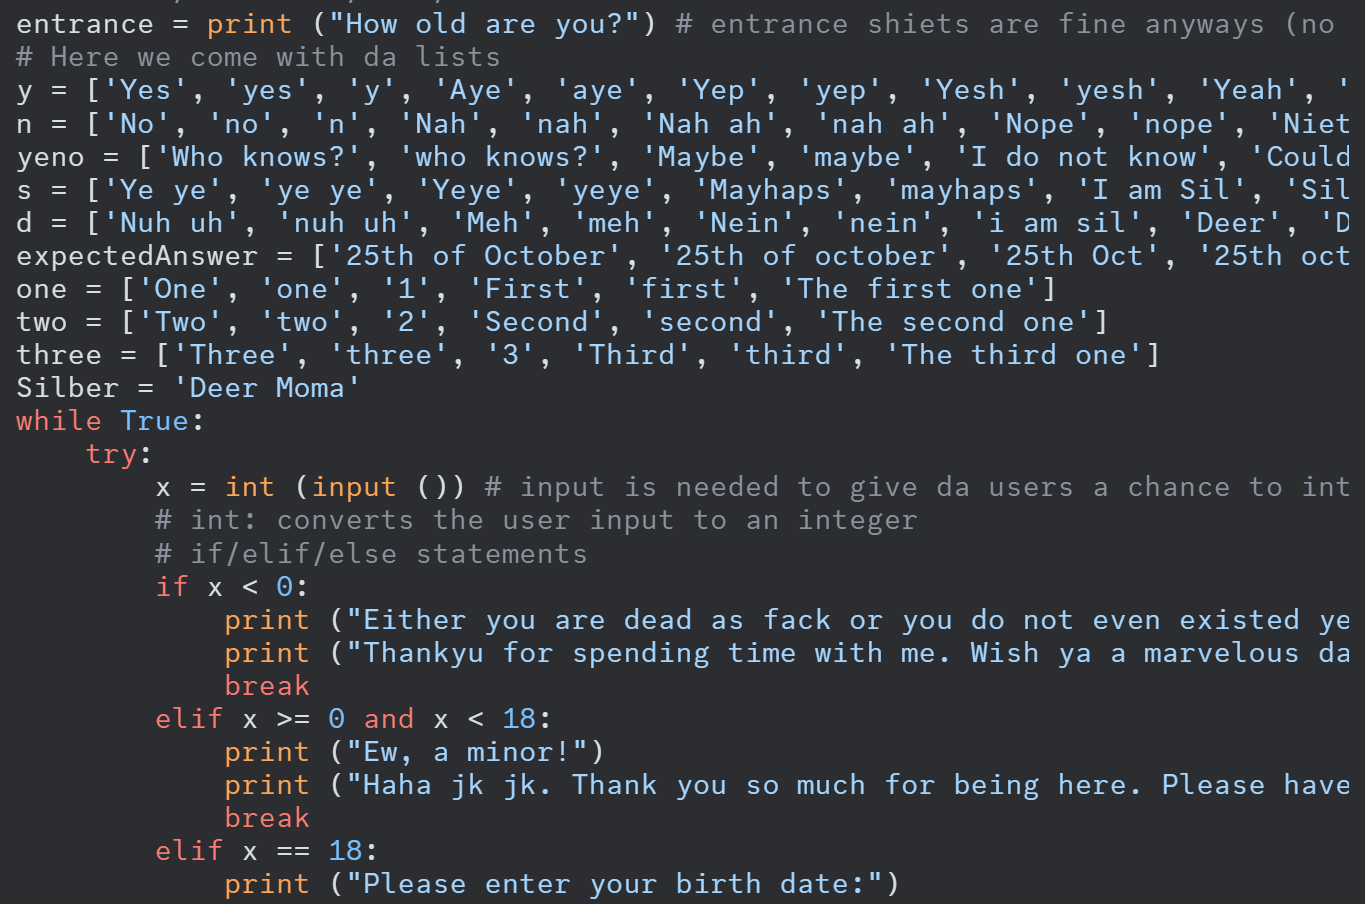 entrance = print ("How old are you?") # entrance shiets are fine anyways (no
# Here we come with da lists
y = ['Yes', 'yes', 'y', 'Aye', 'aye', 'Yep', 'yep', 'Yesh', 'yesh', 'Yeah', '
n = ['No', 'no', 'n', 'Nah', 'nah', 'Nah ah', 'nah ah', 'Nope', 'nope', 'Niet
yeno = ['Who knows?', 'who knows?', 'Maybe', 'maybe', 'I do not know', 'Could
s = ['Ye ye', 'ye ye', 'Yeye', 'yeye', 'Mayhaps', 'mayhaps', 'I am Sil', 'Sil
d = ['Nuh uh', 'nuh uh', 'Meh', 'meh', 'Nein', 'nein', 'i am sil', 'Deer', 'D
expectedAnswer = ['25th of October', '25th of october', '25th Oct', '25th oct
one = ['One', 'one', '1', 'First', 'first', 'The first one']
two = ['Two', 'two', '2', 'Second', 'second', 'The second one']
three = ['Three', 'three', '3', 'Third', 'third', 'The third one']
Silber = 'Deer Moma'
while True:
    try:
        x = int (input ()) # input is needed to give da users a chance to int
        # int: converts the user input to an integer
        # if/elif/else statements
        if x < 0:
            print ("Either you are dead as fack or you do not even existed ye
            print ("Thankyu for spending time with me. Wish ya a marvelous da
            break
        elif x >= 0 and x < 18:
            print ("Ew, a minor!")
            print ("Haha jk jk. Thank you so much for being here. Please have
            break
        elif x == 18:
            print ("Please enter your birth date:")